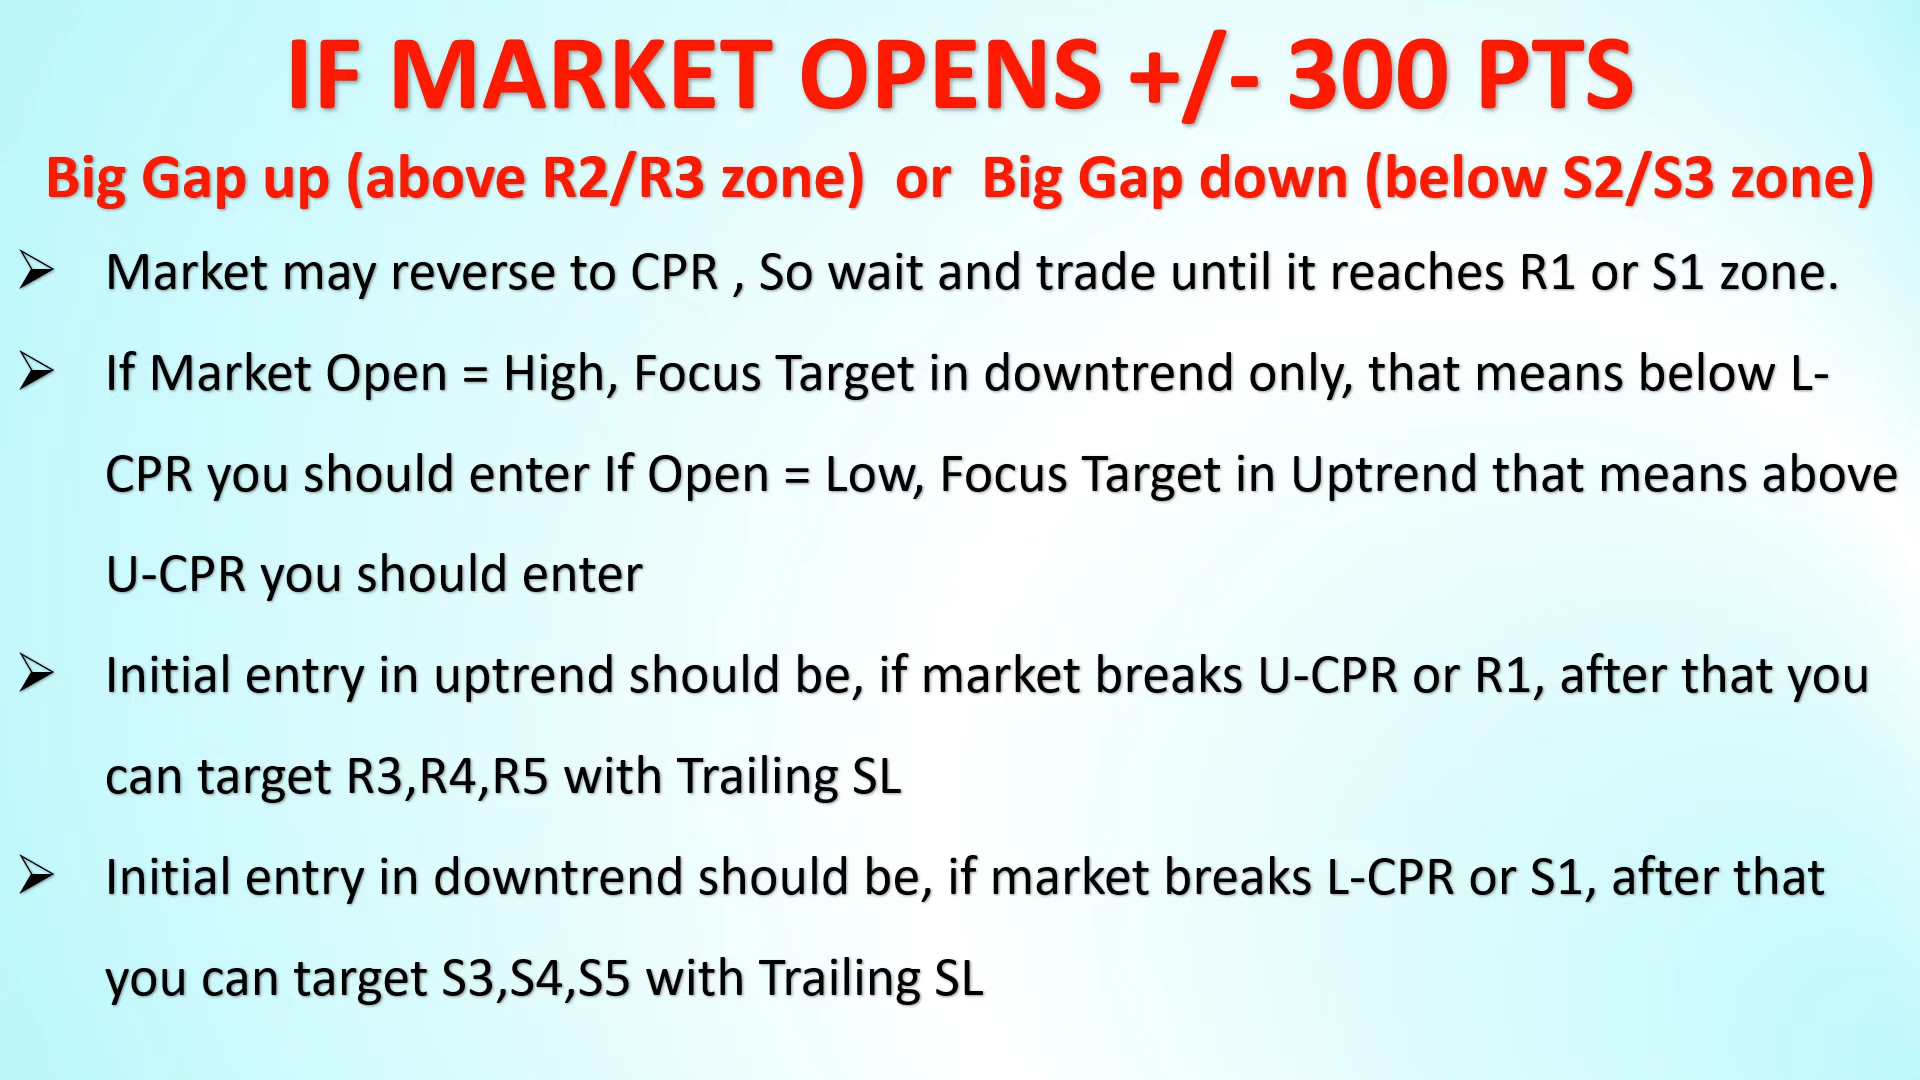 IF MARKET OPENS +/- 300 PTS
Big Gap up (above R2/R3 zone) or Big Gap down (below S2/S3 zone)
Market may reverse to CPR , So wait and trade until it reaches R1 or S1 zone.
If Market Open = High, Focus Target in downtrend only, that means below L-
CPR you should enter If Open = Low, Focus Target in Uptrend that means above
U-CPR you should enter
Initial entry in uptrend should be, if market breaks U-CPR or R1, after that you
can target R3,R4,R5 with Trailing SL
Initial entry in downtrend should be, if market breaks L-CPR or S1, after that
you can target S3,S4,S5 with Trailing SL